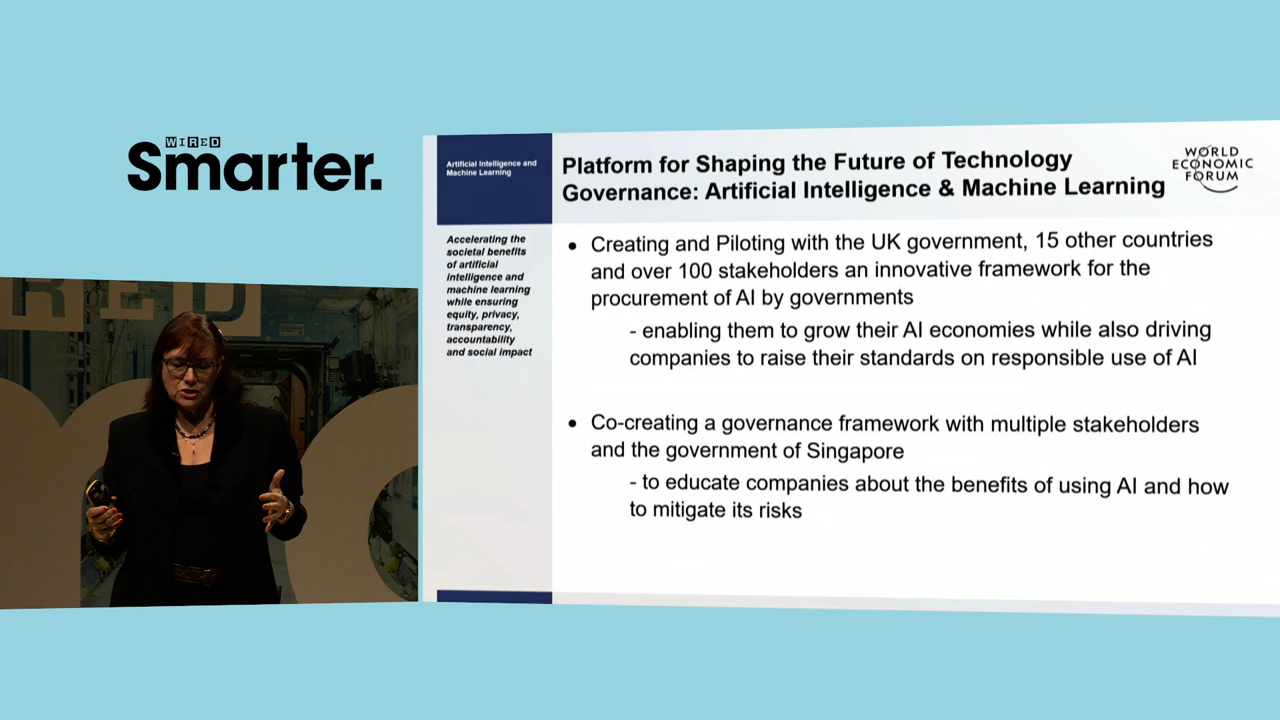 WIRED
Smarter.
RED
Artificial Intelligence and
Machine Learning
Platform for Shaping the Future of Technology
Governance: Artificial Intelligence & Machine Learning
WORLD
ECONOMIC
FORUM
Accelerating the
societal benefits
of artificial
intelligence and
machine learning
while ensuring
equity, privacy,
transparency,
accountability
and social impact
• Creating and Piloting with the UK government, 15 other countries
and over 100 stakeholders an innovative framework for the
procurement of AI by governments
- enabling them to grow their AI economies while also driving
companies to raise their standards on responsible use of AI
• Co-creating a governance framework with multiple stakeholders
and the government of Singapore
- to educate companies about the benefits of using AI and how
to mitigate its risks